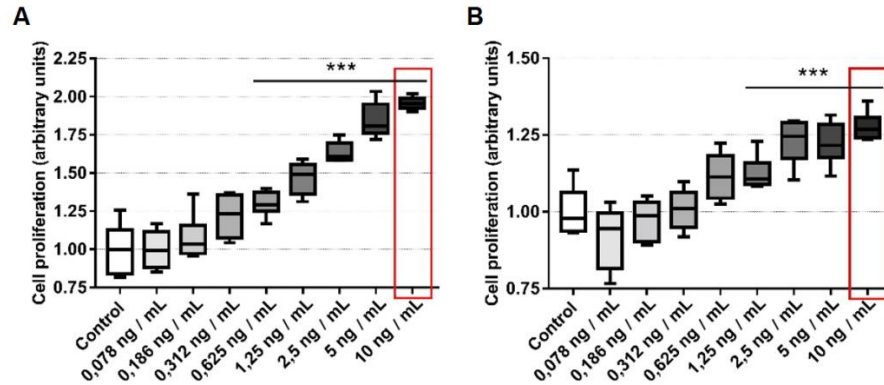 A
Cell proliferation (arbitrary units)
2.25
2.00
1.75
1.50
1.25
1.00
0.75
***
Control
0,078 ng / mL
0,186 ng / mL
0,312 ng / mL
0,625 ng / mL
1,25 ng / mL
2,5 ng / mL
5 ng / mL
10 ng / mL
B
Cell proliferation (arbitrary units)
1.50
1.25
1.00
0.75
***
Control
0,078 ng / mL
0,186 ng / mL
0,312 ng / mL
0,625 ng / mL
1,25 ng / mL
2,5 ng / mL
5 ng / mL
10 ng / mL